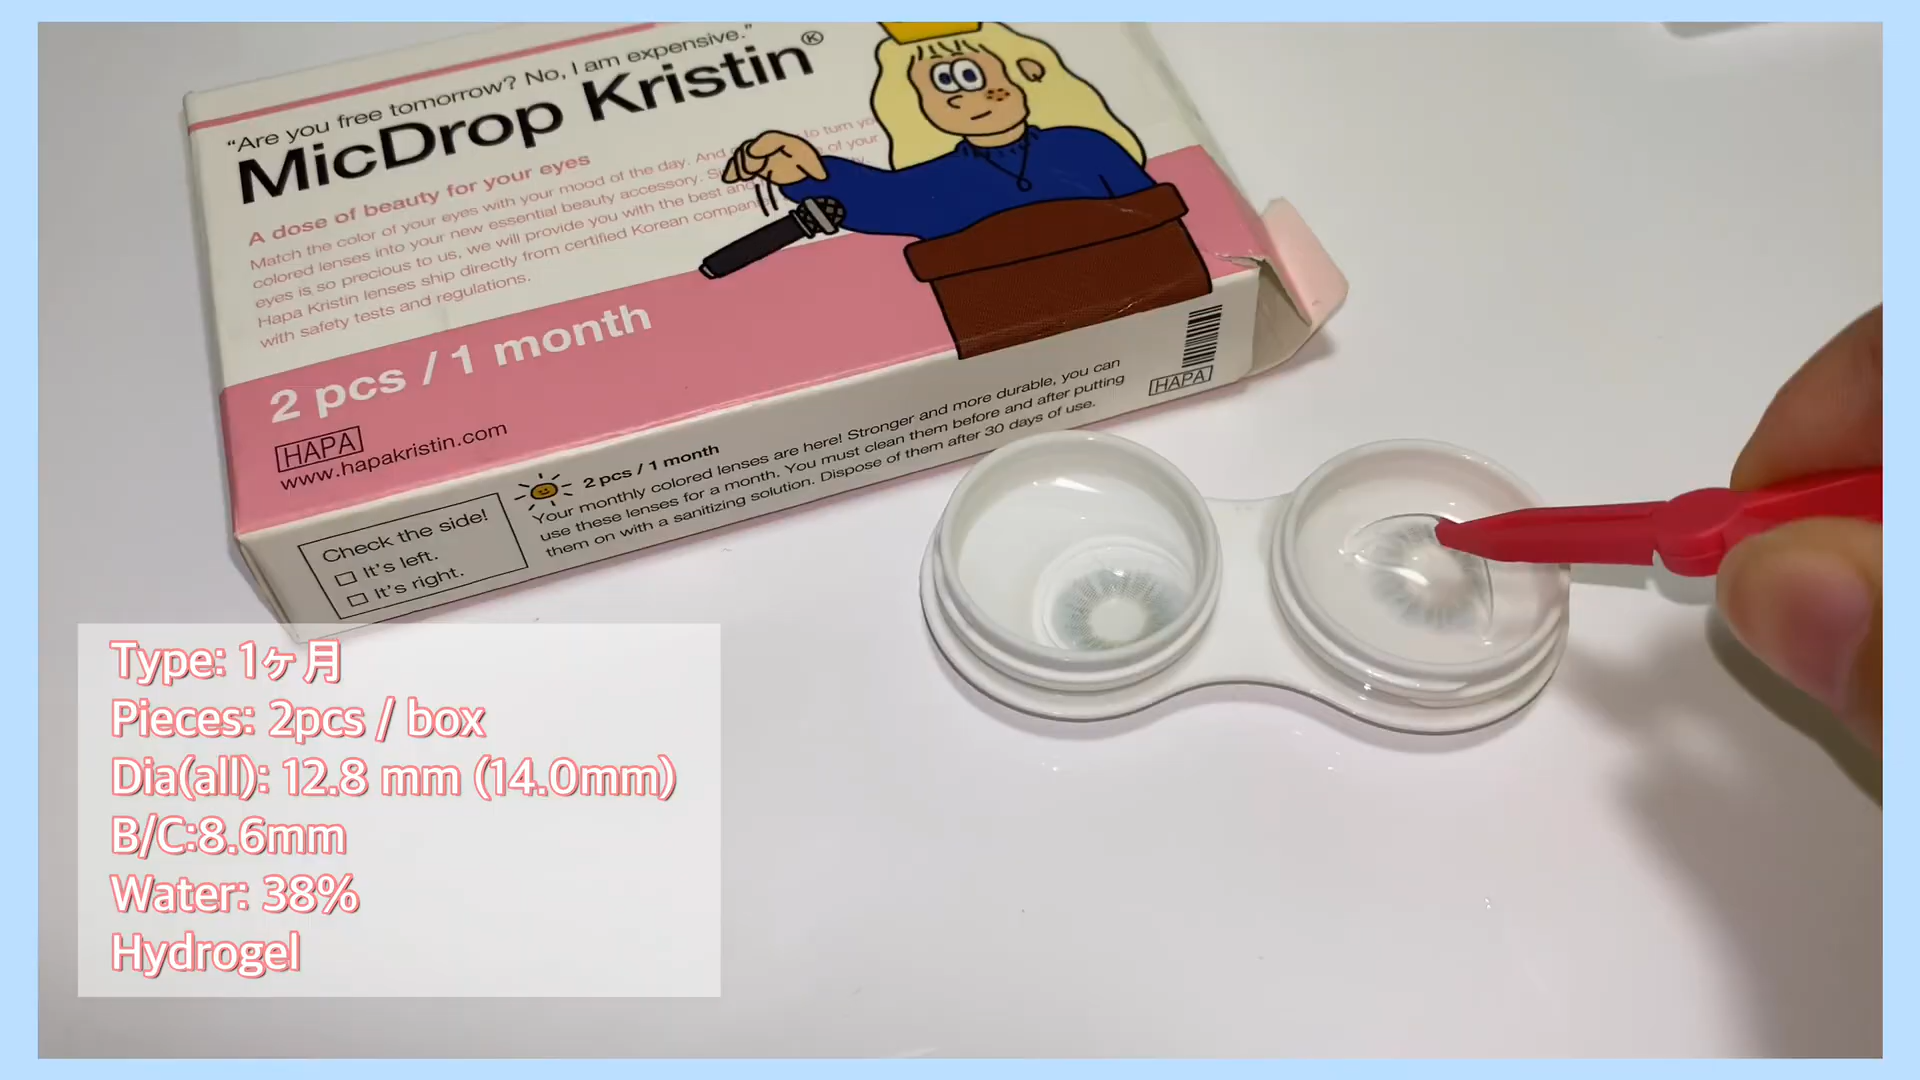 “Are you free tomorrow? No, I am expensive.”
MicDrop Kristin®
A dose of beauty for your eyes
Match the color of your eyes with your mood of the day. And to turn yo
colored lenses into your new essential beauty accessory. of your
eyes is so precious to us, we will provide you with the best and
Hapa Kristin lenses ship directly from certified Korean compan
with safety tests and regulations.
2 pcs / 1 month
HAPA
www.hapakristin.com
Check the side!
It's left.
It's right.
2 pcs / 1 month
Your monthly colored lenses are here! Stronger and more durable, you can
use these lenses for a month. You must clean them before and after putting
them on with a sanitizing solution. Dispose of them after 30 days of use.
HAPA
Type: 1ヶ月
Pieces: 2pcs / box
Dia(all): 12.8 mm (14.0mm)
B/C:8.6mm
Water: 38%
Hydrogel